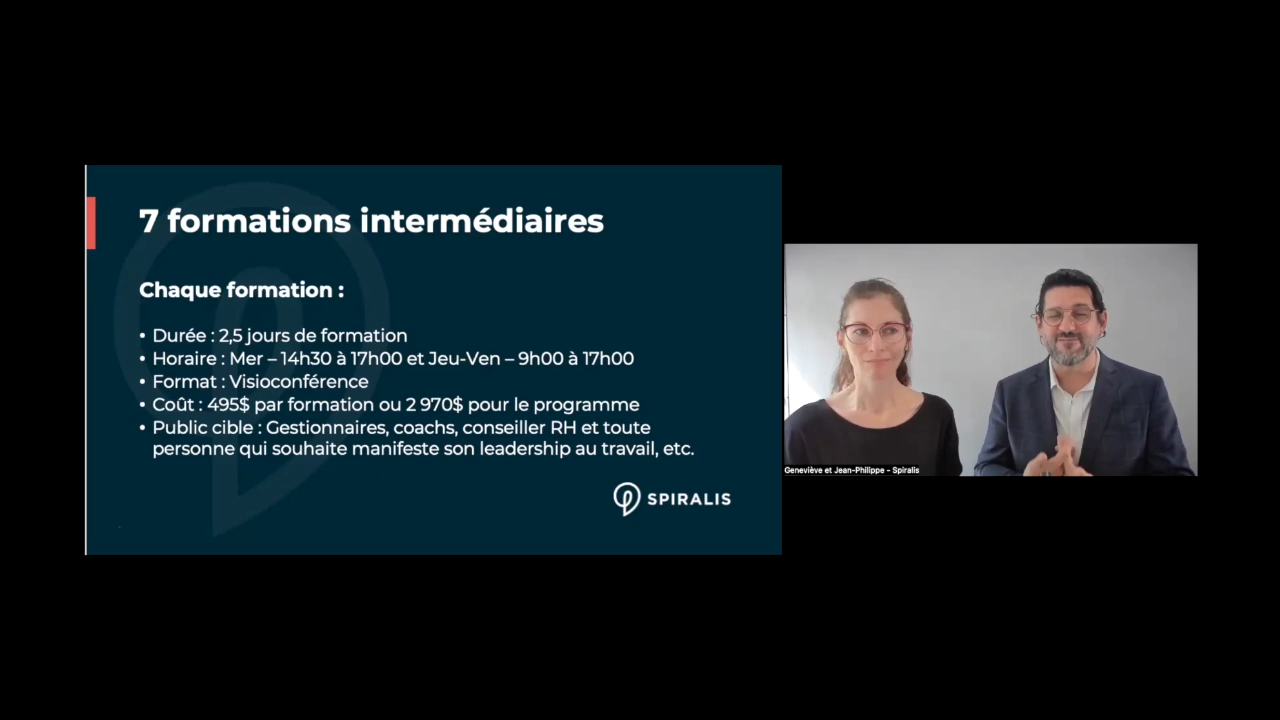 7 formations intermédiaires
Chaque formation :
• Durée : 2,5 jours de formation
• Horaire : Mer – 14h30 à 17h00 et Jeu-Ven – 9h00 à 17h00
• Format : Visioconférence
• Coût : 495$ par formation ou 2 970$ pour le programme
• Public cible : Gestionnaires, coachs, conseiller RH et toute
personne qui souhaite manifeste son leadership au travail, etc.
SPIRALIS
Geneviève et Jean-Philippe - Spiralis